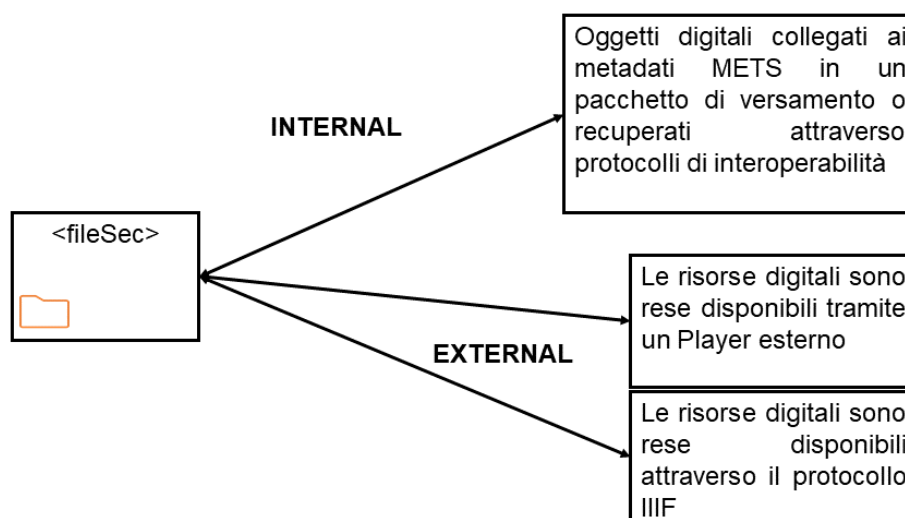 Oggetti digitali collegati ai
metadati METS in un
pacchetto di versamento o
recuperati attraverso
protocolli di interoperabilità
INTERNAL
<fileSec>
Le risorse digitali sono
rese disponibili tramite
un Player esterno
EXTERNAL
Le risorse digitali sono
rese disponibili
attraverso il protocollo
IIIF